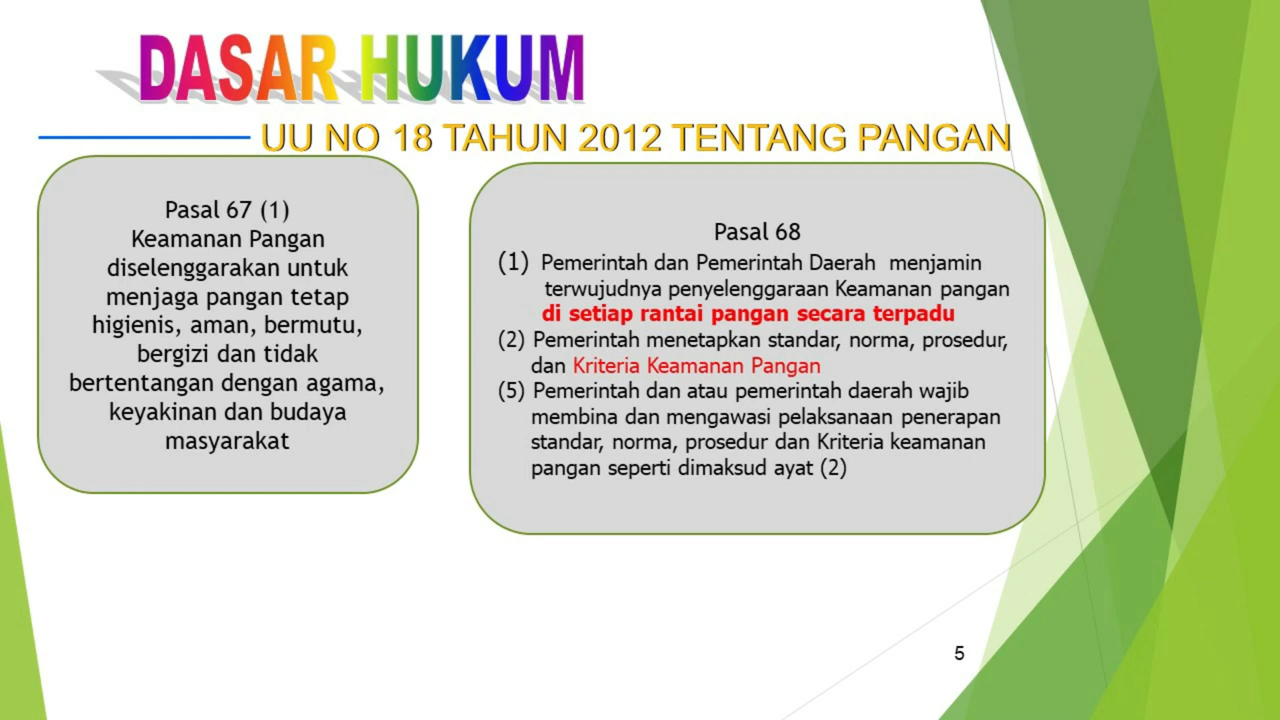 DASAR HUKUM
UU NO 18 TAHUN 2012 TENTANG PANGAN
Pasal 67 (1)
Keamanan Pangan
diselenggarakan untuk
menjaga pangan tetap
higienis, aman, bermutu,
bergizi dan tidak
bertentangan dengan agama,
keyakinan dan budaya
masyarakat
Pasal 68
(1) Pemerintah dan Pemerintah Daerah menjamin
terwujudnya penyelenggaraan Keamanan pangan
di setiap rantai pangan secara terpadu
(2) Pemerintah menetapkan standar, norma, prosedur,
dan Kriteria Keamanan Pangan
(5) Pemerintah dan atau pemerintah daerah wajib
membina dan mengawasi pelaksanaan penerapan
standar, norma, prosedur dan Kriteria keamanan
pangan seperti dimaksud ayat (2)
5